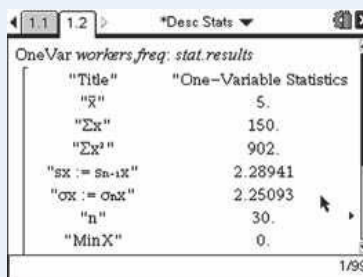 1.1 1.2 *Desc Stats
OneVar workers,freq: stat.results
"Title" "One–Variable Statistics
"x̄" 5.
"Σx" 150.
"Σx²" 902.
"sx := sₙ₋₁x" 2.28941
"σx := σₙx" 2.25093
"n" 30.
"MinX" 0.
1/99